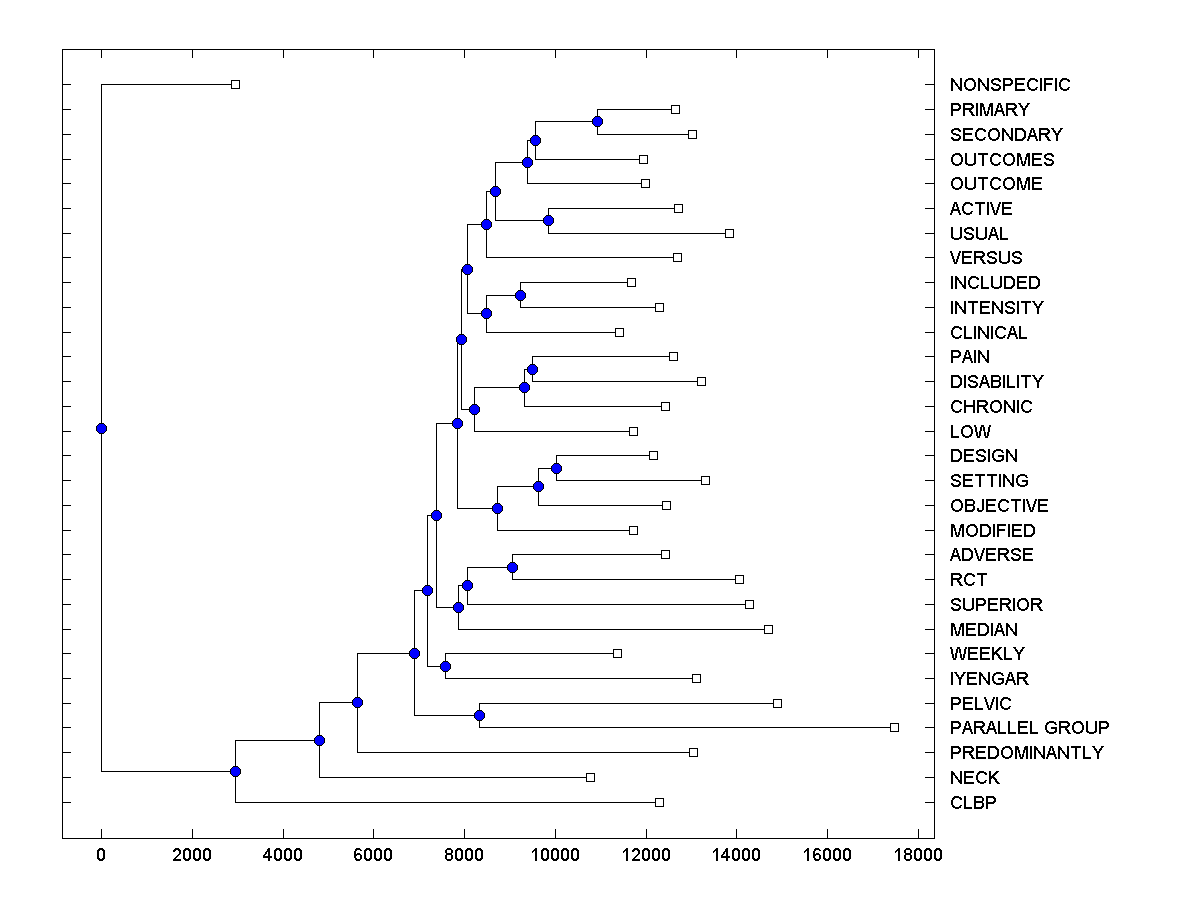 NONSPECIFIC
PRIMARY
SECONDARY
OUTCOMES
OUTCOME
ACTIVE
USUAL
VERSUS
INCLUDED
INTENSITY
CLINICAL
PAIN
DISABILITY
CHRONIC
LOW
DESIGN
SETTING
OBJECTIVE
MODIFIED
ADVERSE
RCT
SUPERIOR
MEDIAN
WEEKLY
IYENGAR
PELVIC
PARALLEL GROUP
PREDOMINANTLY
NECK
CLBP
0 2000 4000 6000 8000 10000 12000 14000 16000 18000